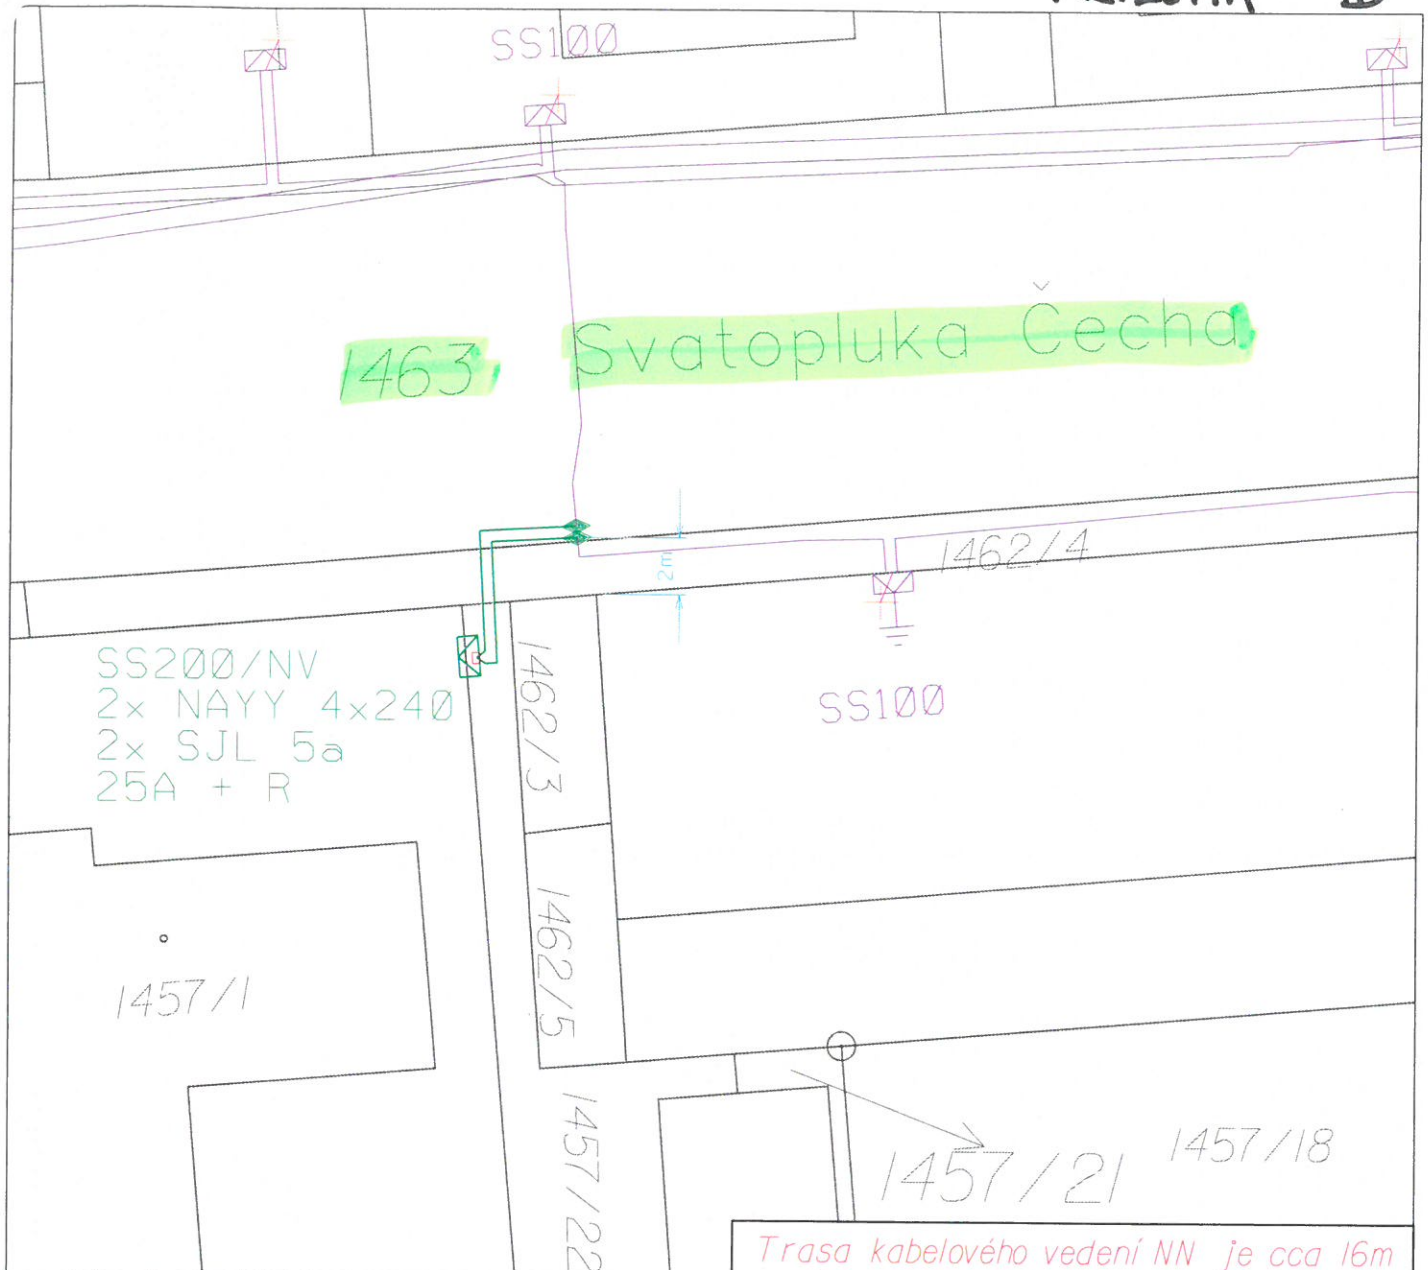 SS100
1463
Svatopluka Čecha
2m
1462/4
SS200/NV
2x NAYY 4x240
2x SJL 5a
25A + R
1462/3
SS100
1462/5
1457/1
1457/22
1457/21
1457/18
Trasa kabelového vedení NN je cca 16m